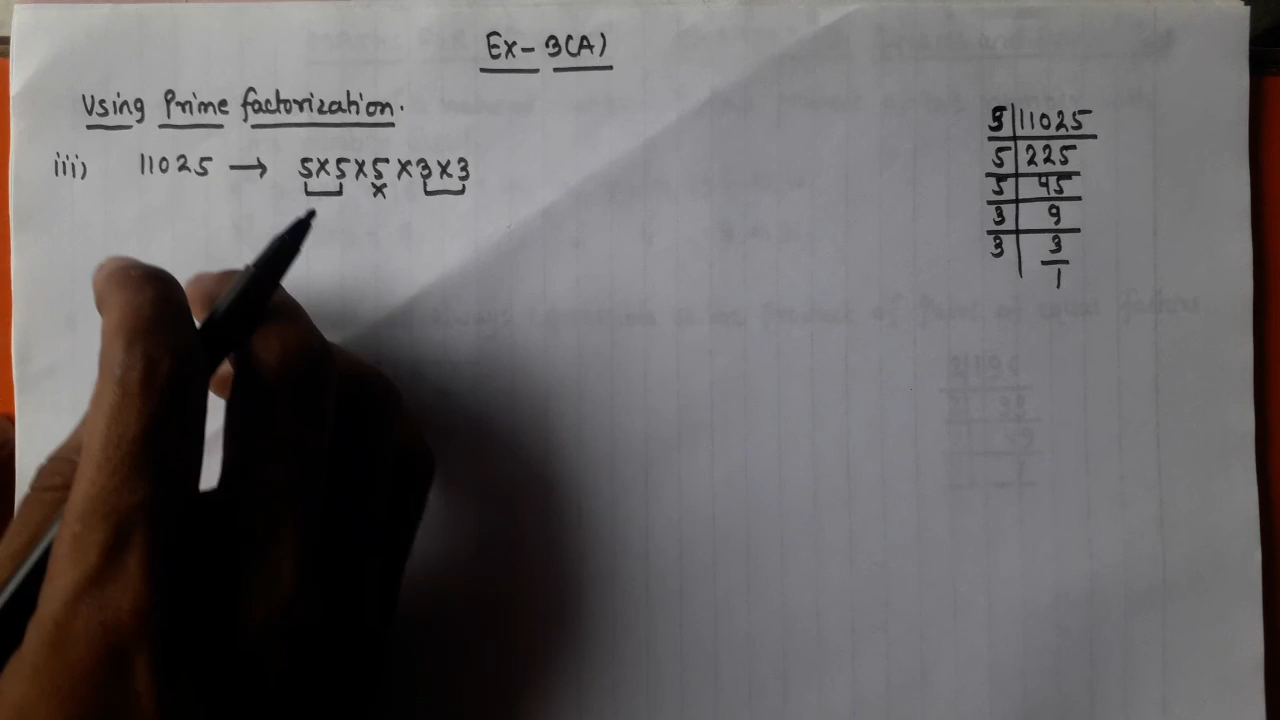 Ex- 3(A)
Using Prime factorization.
iii) 11025 → 5×5×5×3×3
×
5 | 11025
5 | 225
5 | 45
3 | 9
3 | 3
1